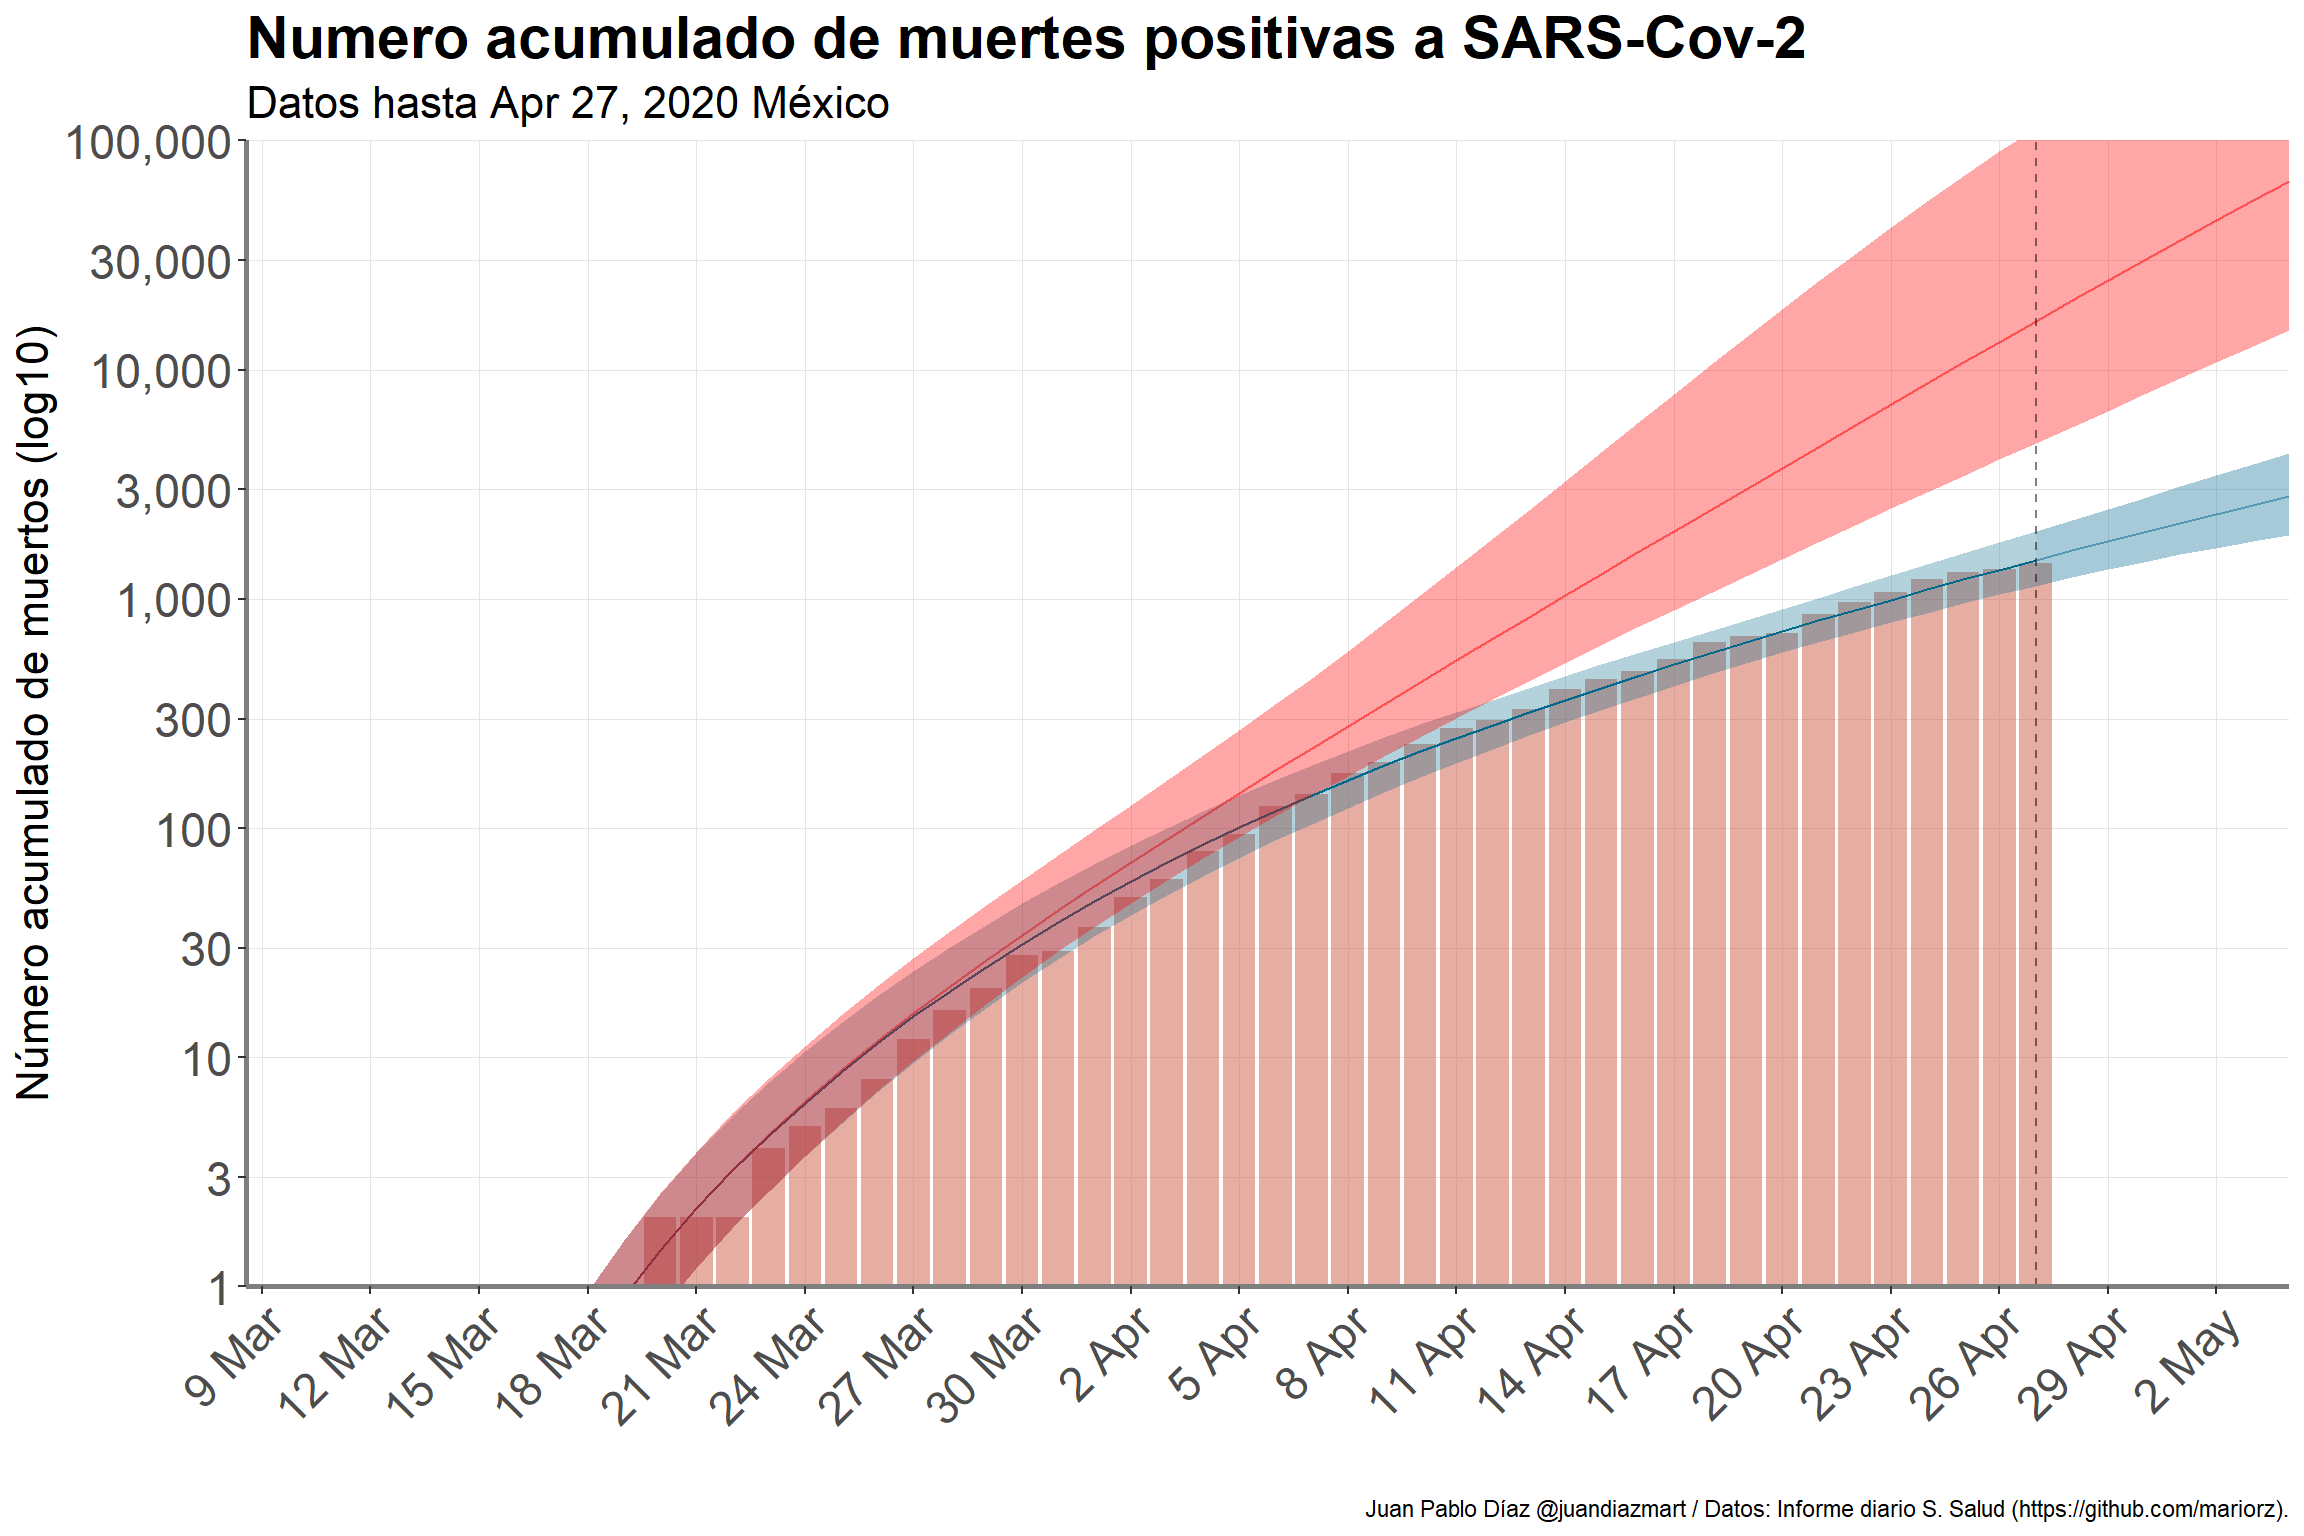 Numero acumulado de muertes positivas a SARS-Cov-2
Datos hasta Apr 27, 2020 México
Número acumulado de muertos (log10)
100,000
30,000
10,000
3,000
1,000
300
100
30
10
3
1
9 Mar
12 Mar
15 Mar
18 Mar
21 Mar
24 Mar
27 Mar
30 Mar
2 Apr
5 Apr
8 Apr
11 Apr
14 Apr
17 Apr
20 Apr
23 Apr
26 Apr
29 Apr
2 May
Juan Pablo Díaz @juandiazmart / Datos: Informe diario S. Salud (https://github.com/mariorz).